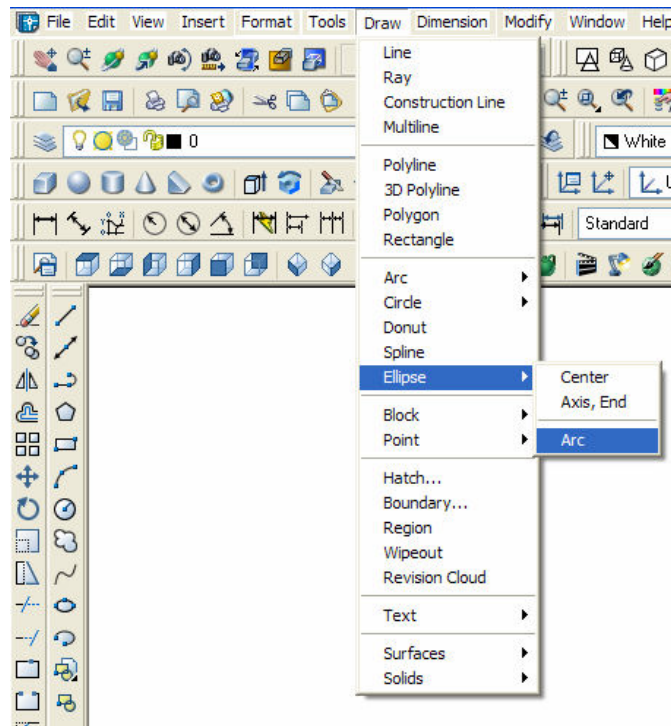 File Edit View Insert Format Tools Draw Dimension Modify Window Help
Line
Ray
Construction Line
Multiline
0
White
Polyline
3D Polyline
Polygon
Rectangle
Standard
Arc
Circle
Donut
Spline
Ellipse
Center
Axis, End
Arc
Block
Point
Hatch...
Boundary...
Region
Wipeout
Revision Cloud
Text
Surfaces
Solids